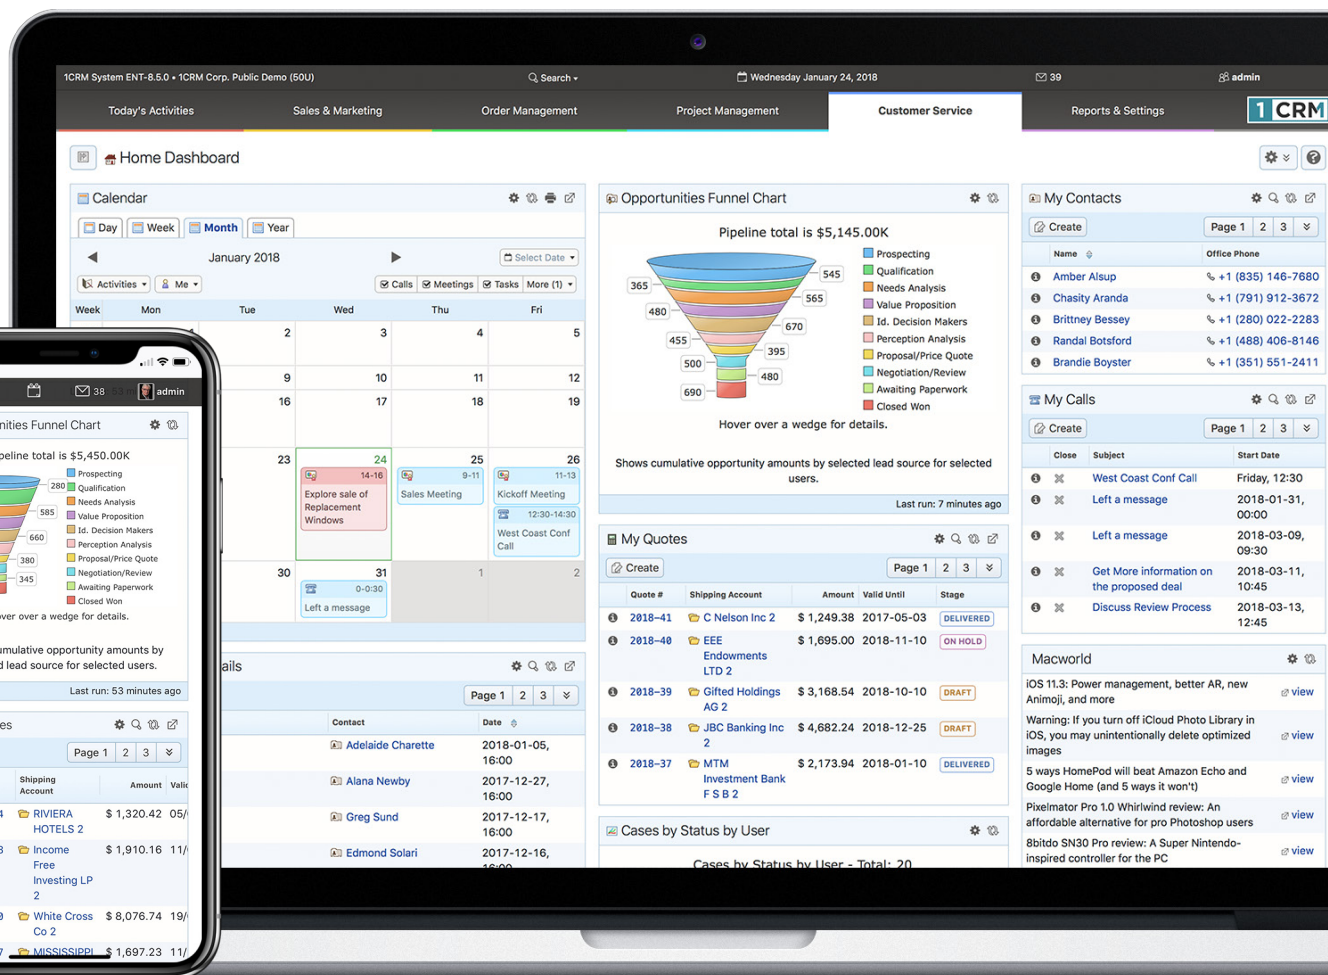 1CRM System ENT-8.5.0 • 1CRM Corp. Public Demo (50U)
Search
Wednesday January 24, 2018
39
admin
Today's Activities
Sales & Marketing
Order Management
Project Management
Customer Service
Reports & Settings
1 CRM
Home Dashboard
Calendar
Day
Week
Month
Year
January 2018
Select Date
Activities
Me
Calls
Meetings
Tasks
More (1)
Week Mon Tue Wed Thu Fri
2 3 4 5
9 10 11 12
16 17 18 19
23 24 25 26
14-16
Explore sale of
Replacement
Windows
9-11
Sales Meeting
11-13
Kickoff Meeting
12:30-14:30
West Coast Conf
Call
30 31 1 2
0-0:30
Left a message
ails
Page 1 2 3
Contact Date
Adelaide Charette 2018-01-05,
16:00
Alana Newby 2017-12-27,
16:00
Greg Sund 2017-12-17,
16:00
Edmond Solari 2017-12-16,
16:00
Opportunities Funnel Chart
Pipeline total is $5,145.00K
545
365
565
480
670
455
395
500
480
690
Prospecting
Qualification
Needs Analysis
Value Proposition
Id. Decision Makers
Perception Analysis
Proposal/Price Quote
Negotiation/Review
Awaiting Paperwork
Closed Won
Hover over a wedge for details.
Shows cumulative opportunity amounts by selected lead source for selected
users.
Last run: 7 minutes ago
My Quotes
Create
Page 1 2 3
Quote # Shipping Account Amount Valid Until Stage
2018-41 C Nelson Inc 2 $ 1,249.38 2017-05-03 DELIVERED
2018-40 EEE $ 1,695.00 2018-11-10 ON HOLD
Endowments
LTD 2
2018-39 Gifted Holdings $ 3,168.54 2018-10-10 DRAFT
AG 2
2018-38 JBC Banking Inc $ 4,682.24 2018-12-25 DRAFT
2
2018-37 MTM $ 2,173.94 2018-01-10 DELIVERED
Investment Bank
F S B 2
Cases by Status by User
Cases by Status by User - Total: 20
My Contacts
Create
Page 1 2 3
Name Office Phone
Amber Alsup +1 (835) 146-7680
Chasity Aranda +1 (791) 912-3672
Brittney Bessey +1 (280) 022-2283
Randal Botsford +1 (488) 406-8146
Brandie Boyster +1 (351) 551-2411
My Calls
Create
Page 1 2 3
Close Subject Start Date
West Coast Conf Call Friday, 12:30
Left a message 2018-01-31,
00:00
Left a message 2018-03-09,
09:30
Get More information on 2018-03-11,
the proposed deal 10:45
Discuss Review Process 2018-03-13,
12:45
Macworld
iOS 11.3: Power management, better AR, new
Animoji, and more
view
Warning: If you turn off iCloud Photo Library in
iOS, you may unintentionally delete optimized
images
view
5 ways HomePod will beat Amazon Echo and
Google Home (and 5 ways it won't)
view
Pixelmator Pro 1.0 Whirlwind review: An
affordable alternative for pro Photoshop users
view
8bitdo SN30 Pro review: A Super Nintendo-
inspired controller for the PC
view
38
admin
nities Funnel Chart
peline total is $5,450.00K
280
585
660
380
345
Prospecting
Qualification
Needs Analysis
Value Proposition
Id. Decision Makers
Perception Analysis
Proposal/Price Quote
Negotiation/Review
Awaiting Paperwork
Closed Won
ver over a wedge for details.
umulative opportunity amounts by
d lead source for selected users.
Last run: 53 minutes ago
es
Page 1 2 3
Shipping
Account
Amount Valid
RIVIERA $ 1,320.42 05/
HOTELS 2
Income $ 1,910.16 11/
Free
Investing LP
2
White Cross $ 8,076.74 19/
Co 2
MISSISSIPPI $ 1,697.23 11/